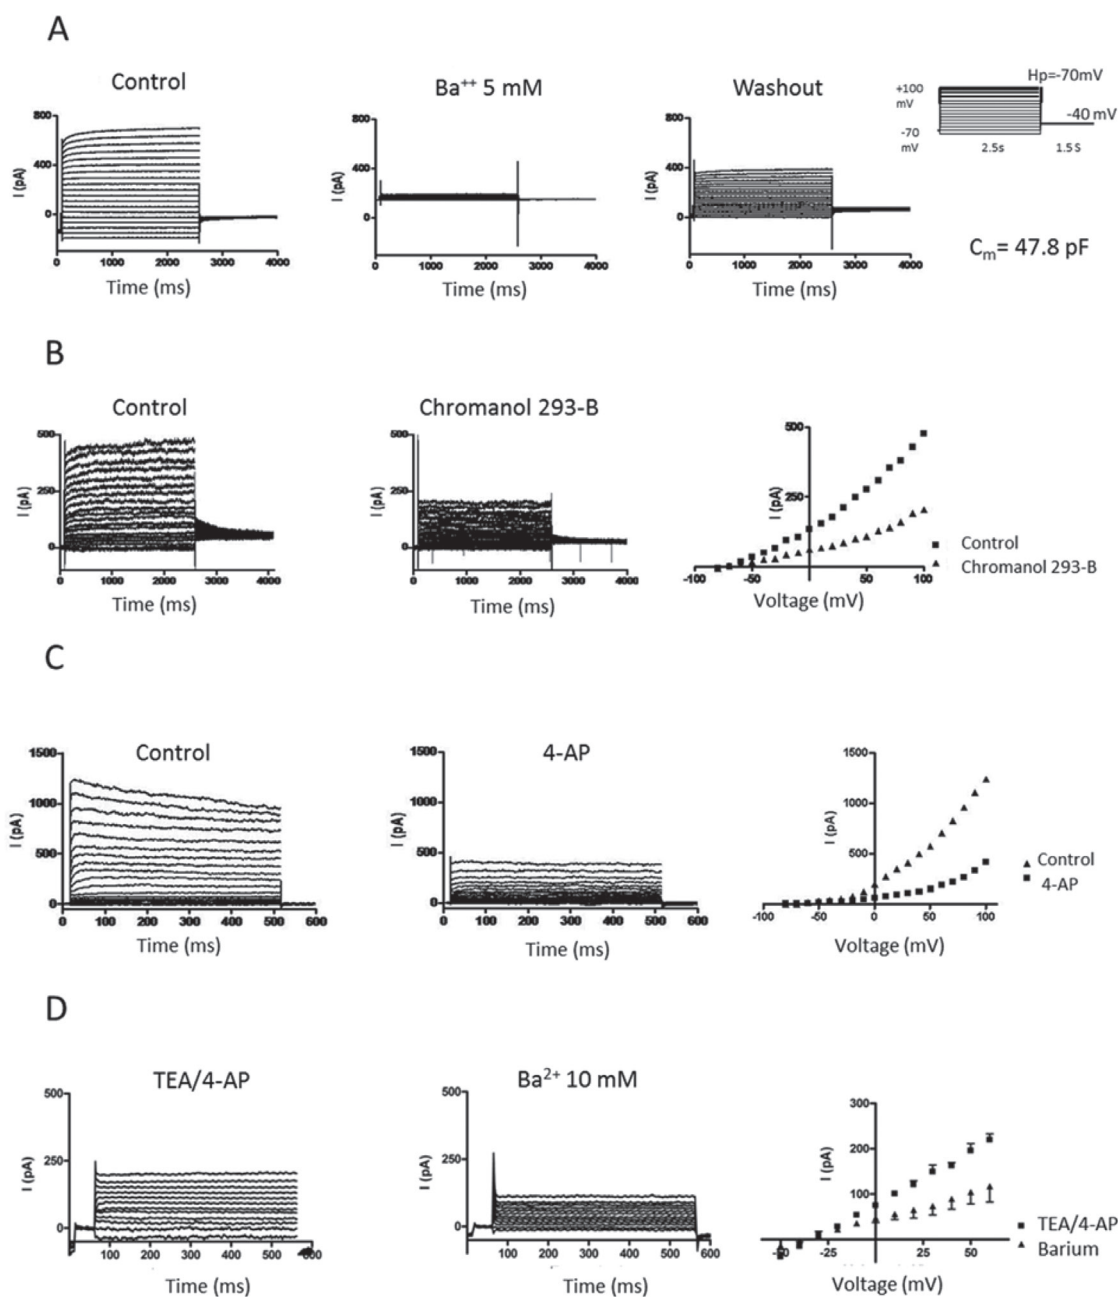 A
Control
Ba⁺⁺ 5 mM
Washout
Hp=-70mV
+100 mV
-40 mV
-70 mV
2.5s
1.5 S
I (pA)
800
400
0
0
1000
2000
3000
4000
Time (ms)
I (pA)
800
400
0
0
1000
2000
3000
4000
Time (ms)
I (pA)
800
400
0
0
1000
2000
3000
4000
Time (ms)
Cₘ= 47.8 pF
B
Control
Chromanol 293-B
I (pA)
500
250
0
0
1000
2000
3000
4000
Time (ms)
I (pA)
500
250
0
0
1000
2000
3000
4000
Time (ms)
I (pA)
500
250
-100
-50
50
100
Voltage (mV)
Control
Chromanol 293-B
C
Control
4-AP
I (pA)
1500
1000
500
0
0
100
200
300
400
500
600
Time (ms)
I (pA)
1500
1000
500
0
0
100
200
300
400
500
600
Time (ms)
I (pA)
1500
1000
500
0
-100
-50
0
50
100
Voltage (mV)
Control
4-AP
D
TEA/4-AP
Ba²⁺ 10 mM
I (pA)
500
250
0
100
200
300
400
500
600
Time (ms)
I (pA)
500
250
0
100
200
300
400
500
600
Time (ms)
I (pA)
300
200
100
-25
25
50
Voltage (mV)
TEA/4-AP
Barium